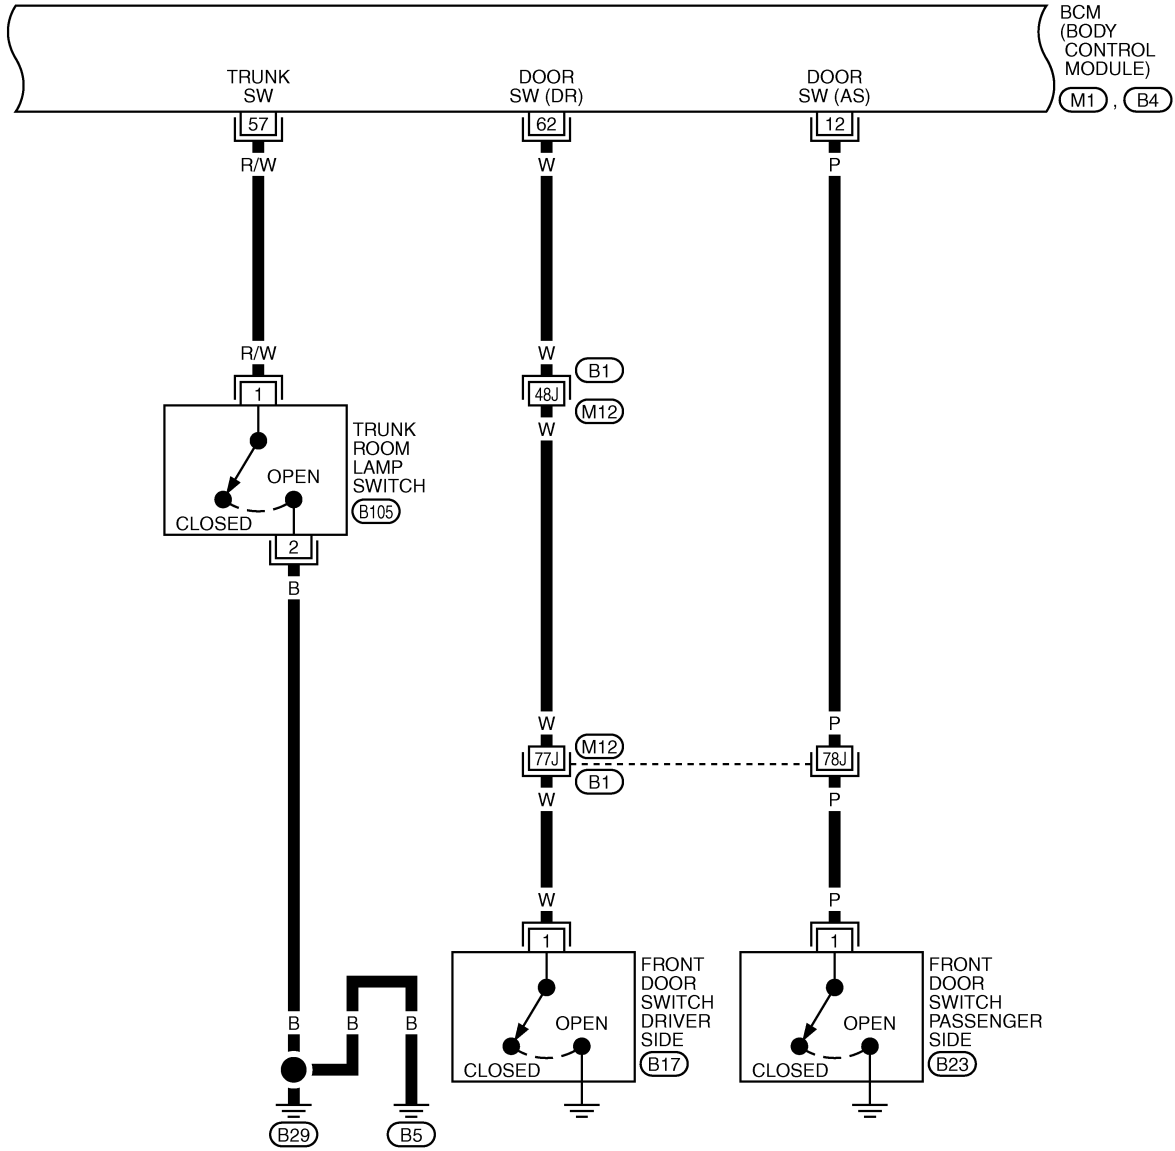 BCM
(BODY
CONTROL
MODULE)
M1 , B4
TRUNK
SW
DOOR
SW (DR)
DOOR
SW (AS)
57
62
12
R/W
W
P
R/W
W
B1
1
48J
M12
W
TRUNK
ROOM
LAMP
SWITCH
B105
OPEN
CLOSED
2
B
W
P
M12
77J
78J
B1
W
P
W
P
1
1
FRONT
DOOR
SWITCH
DRIVER
SIDE
B17
OPEN
CLOSED
FRONT
DOOR
SWITCH
PASSENGER
SIDE
B23
OPEN
CLOSED
B
B
B
B29
B5